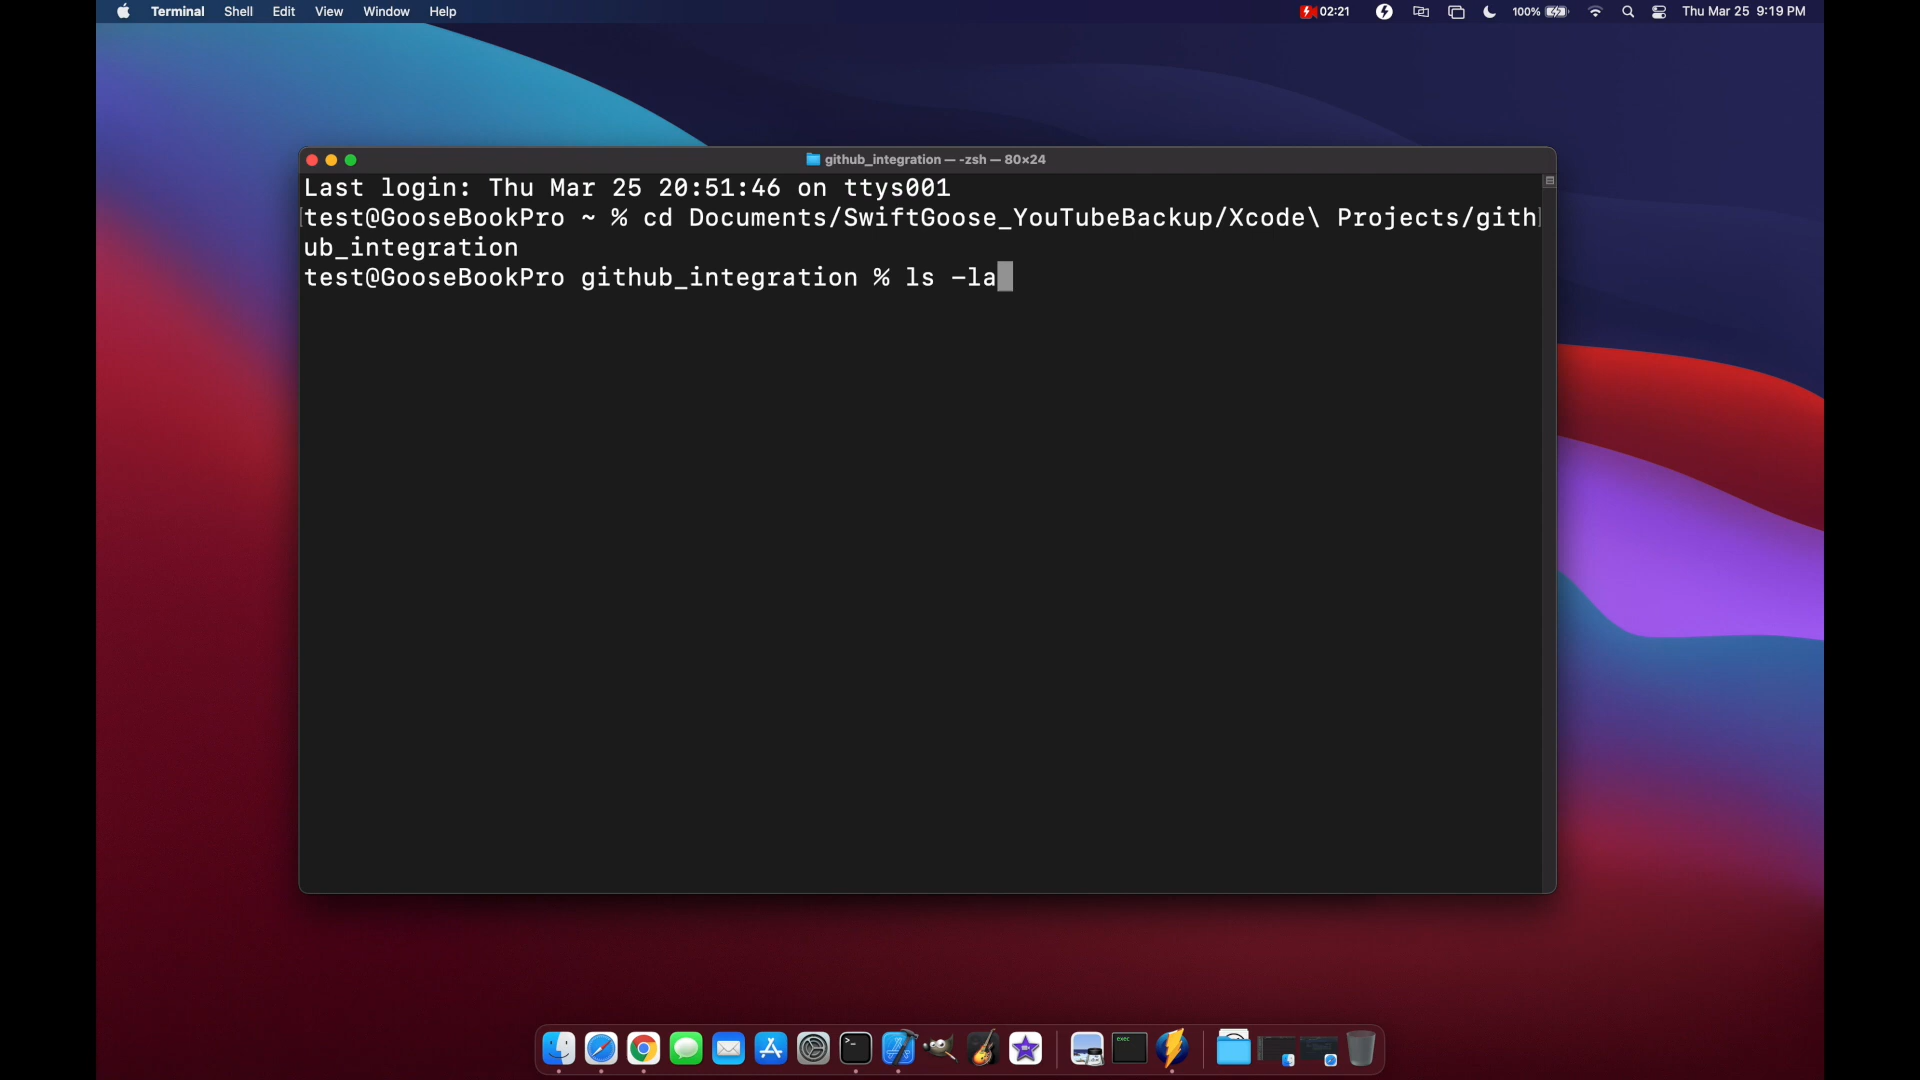 Terminal Shell Edit View Window Help 02:21 100% Thu Mar 25 9:19 PM
github_integration — -zsh — 80×24
Last login: Thu Mar 25 20:51:46 on ttys001
[test@GooseBookPro ~ % cd Documents/SwiftGoose_YouTubeBackup/Xcode\ Projects/gith]
ub_integration
test@GooseBookPro github_integration % ls -la
>_
exec